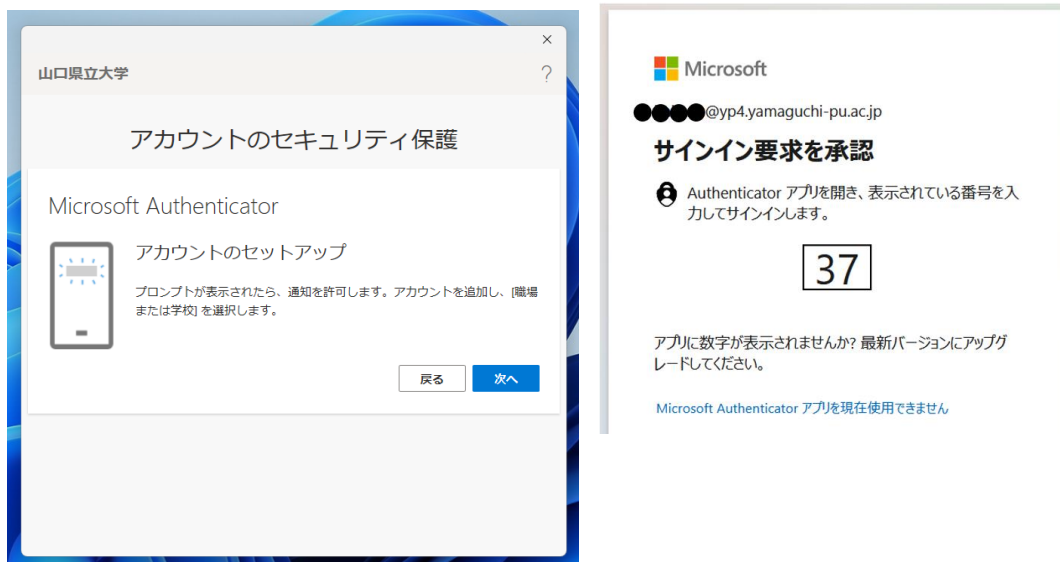 山口県立大学
?
アカウントのセキュリティ保護
Microsoft Authenticator
アカウントのセットアップ
プロンプトが表示されたら、通知を許可します。アカウントを追加し、[職場
または学校] を選択します。
戻る
次へ
Microsoft
@yp4.yamaguchi-pu.ac.jp
サインイン要求を承認
Authenticator アプリを開き、表示されている番号を入
力してサインインします。
37
アプリに数字が表示されませんか? 最新バージョンにアップグ
レードしてください。
Microsoft Authenticator アプリを現在使用できません